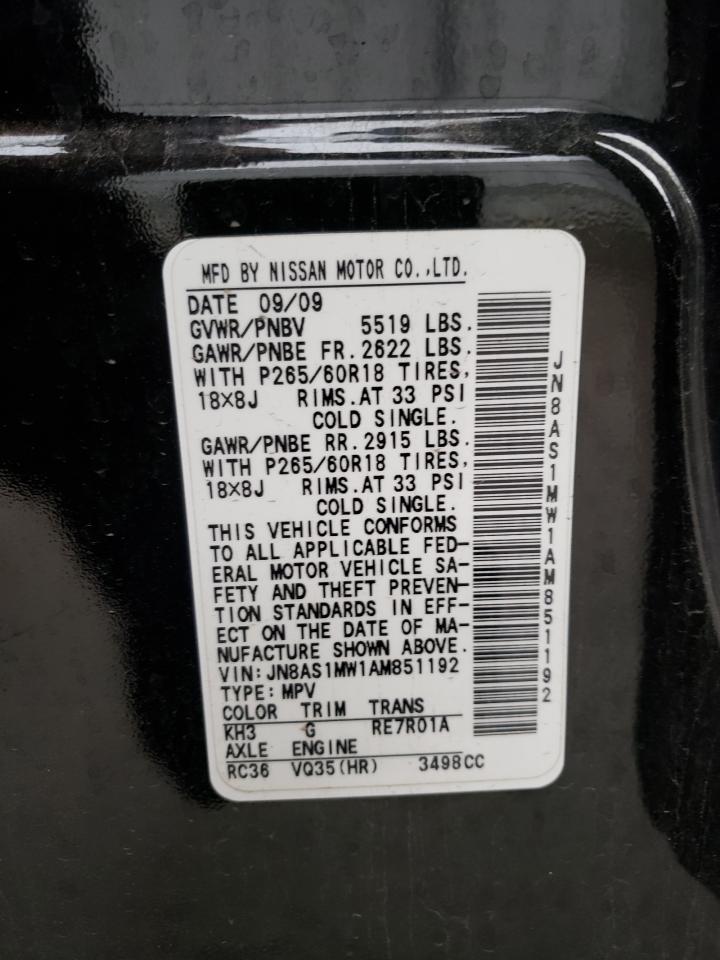 MFD BY NISSAN MOTOR CO.,LTD.
DATE 09/09
GVWR/PNBV 5519 LBS.
GAWR/PNBE FR.2622 LBS.
WITH P265/60R18 TIRES,
18X8J RIMS.AT 33 PSI
COLD SINGLE.
GAWR/PNBE RR.2915 LBS.
WITH P265/60R18 TIRES,
18X8J RIMS.AT 33 PSI
COLD SINGLE.
THIS VEHICLE CONFORMS
TO ALL APPLICABLE FED-
ERAL MOTOR VEHICLE SA-
FETY AND THEFT PREVEN-
TION STANDARDS IN EFF-
ECT ON THE DATE OF MA-
NUFACTURE SHOWN ABOVE.
VIN:JN8AS1MW1AM851192
TYPE:MPV
COLOR TRIM TRANS
KH3 G RE7R01A
AXLE ENGINE
RC36 VQ35(HR) 3498CC
JN8AS1MW1AM851192